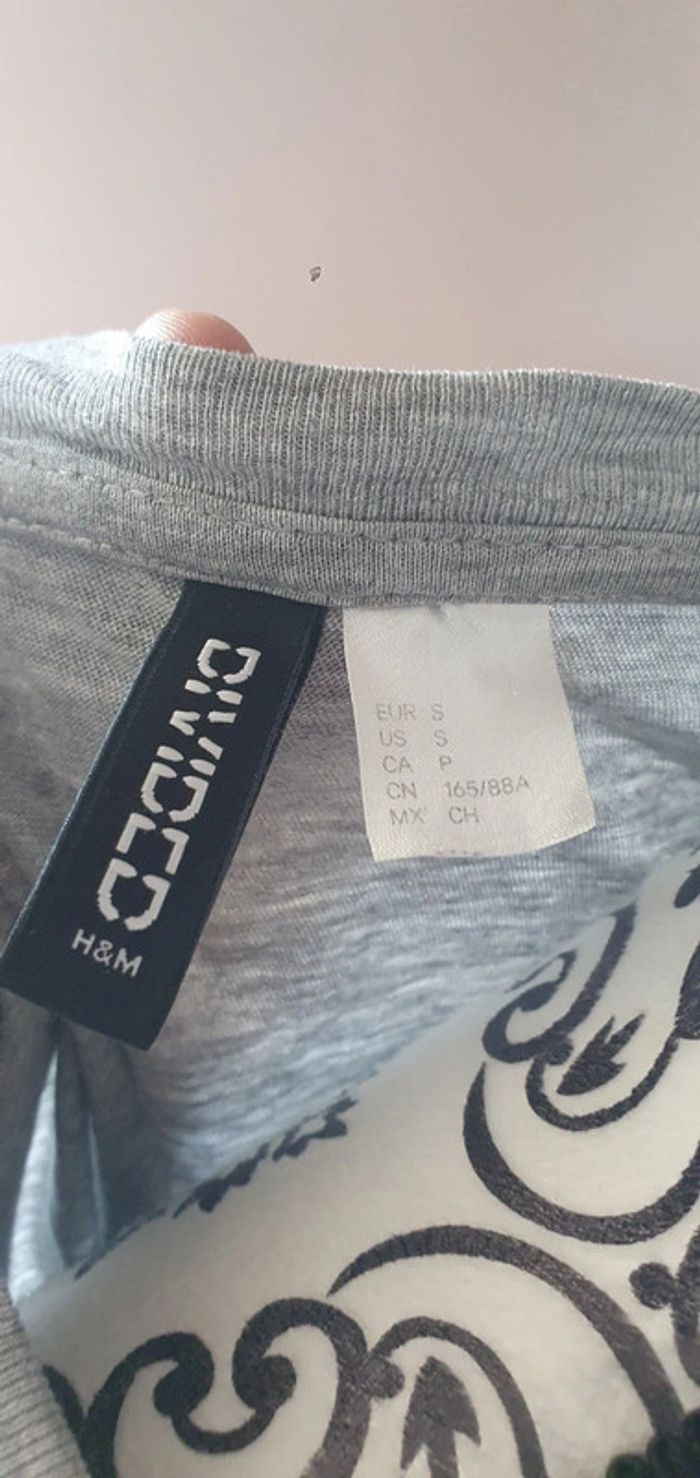 DIVIDED
H&M
EUR S
US S
CA P
CN 165/88A
MX CH